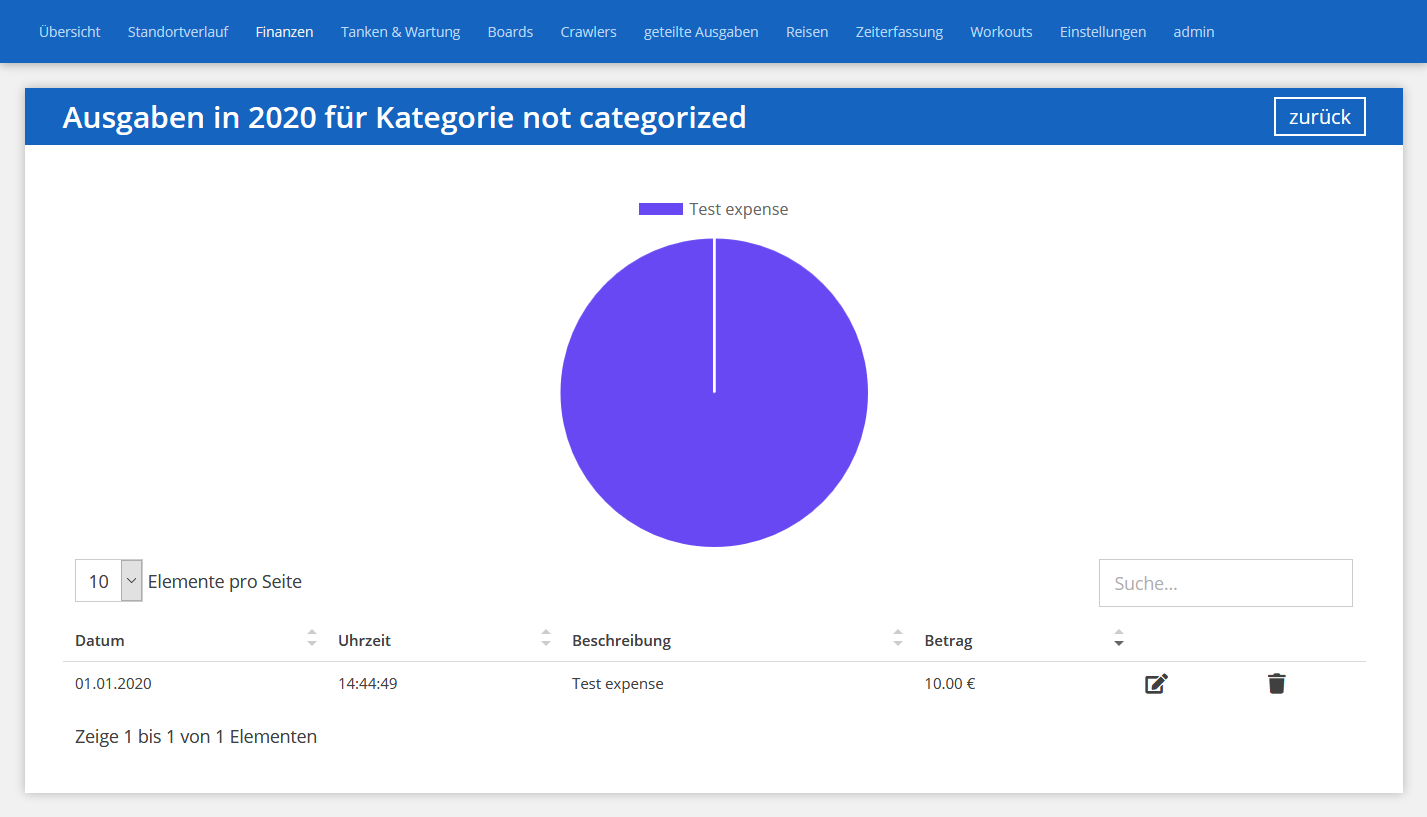 Übersicht Standortverlauf Finanzen Tanken & Wartung Boards Crawlers geteilte Ausgaben Reisen Zeiterfassung Workouts Einstellungen admin
Ausgaben in 2020 für Kategorie not categorized zurück
Test expense
10 Elemente pro Seite Suche...
Datum Uhrzeit Beschreibung Betrag
01.01.2020 14:44:49 Test expense 10.00 €
Zeige 1 bis 1 von 1 Elementen